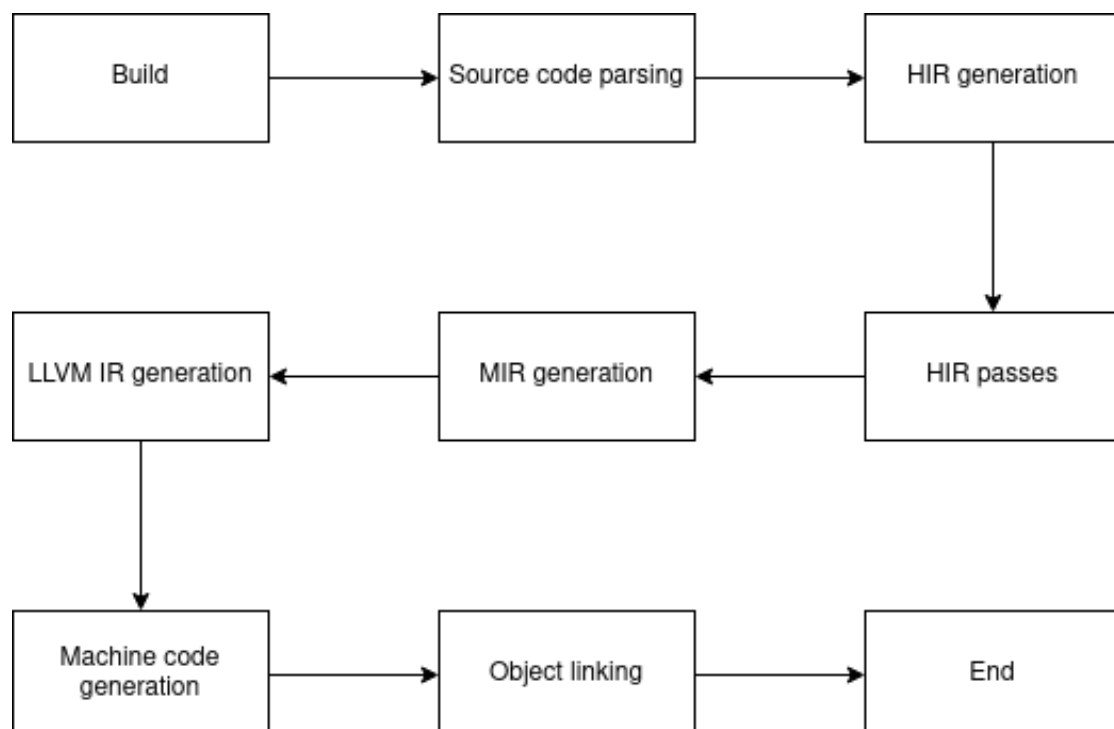 Build
Source code parsing
HIR generation
HIR passes
MIR generation
LLVM IR generation
Machine code
generation
Object linking
End